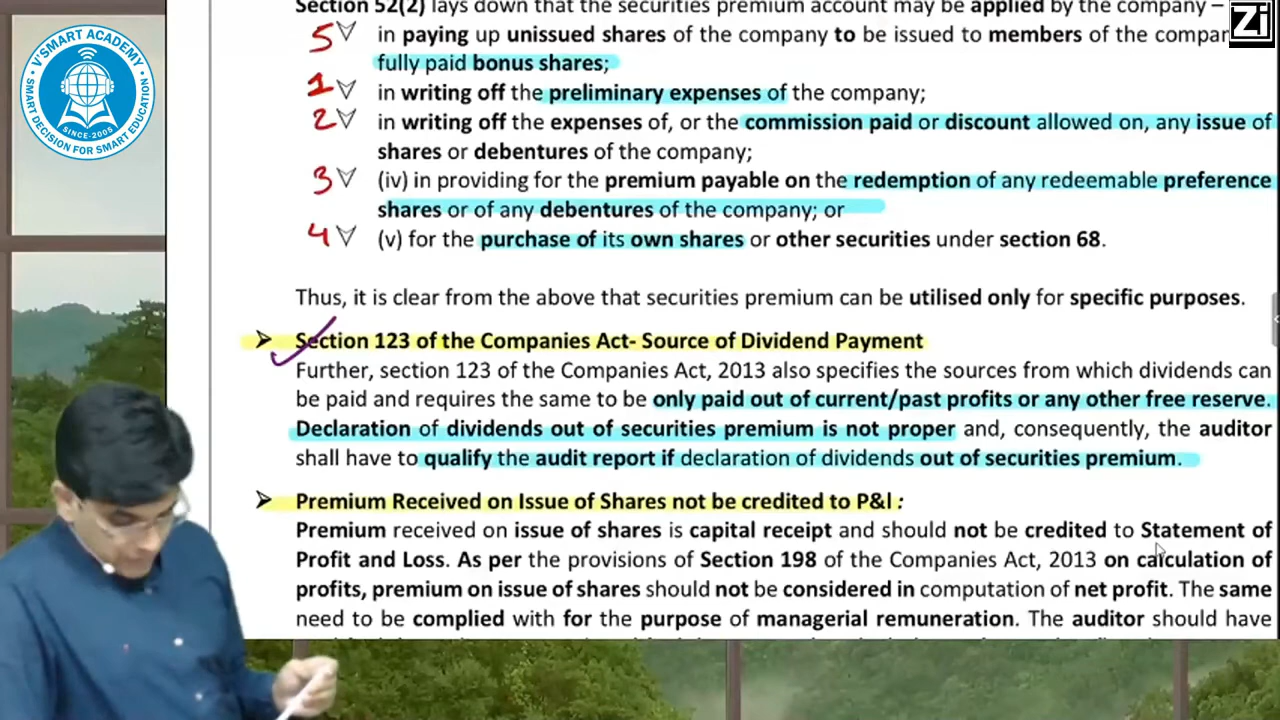 Section 52(2) lays down that the securities premium account may be applied by the company –
5 in paying up unissued shares of the company to be issued to members of the compan
fully paid bonus shares;
1 in writing off the preliminary expenses of the company;
2 in writing off the expenses of, or the commission paid or discount allowed on, any issue of
shares or debentures of the company;
3 (iv) in providing for the premium payable on the redemption of any redeemable preference
shares or of any debentures of the company; or
4 (v) for the purchase of its own shares or other securities under section 68.
Thus, it is clear from the above that securities premium can be utilised only for specific purposes.
Section 123 of the Companies Act- Source of Dividend Payment
Further, section 123 of the Companies Act, 2013 also specifies the sources from which dividends can
be paid and requires the same to be only paid out of current/past profits or any other free reserve.
Declaration of dividends out of securities premium is not proper and, consequently, the auditor
shall have to qualify the audit report if declaration of dividends out of securities premium.
Premium Received on Issue of Shares not be credited to P&l :
Premium received on issue of shares is capital receipt and should not be credited to Statement of
Profit and Loss. As per the provisions of Section 198 of the Companies Act, 2013 on calculation of
profits, premium on issue of shares should not be considered in computation of net profit. The same
need to be complied with for the purpose of managerial remuneration. The auditor should have
V'SMART ACADEMY
SINCE-2005
SMART DECISION FOR SMART EDUCATION
Zi